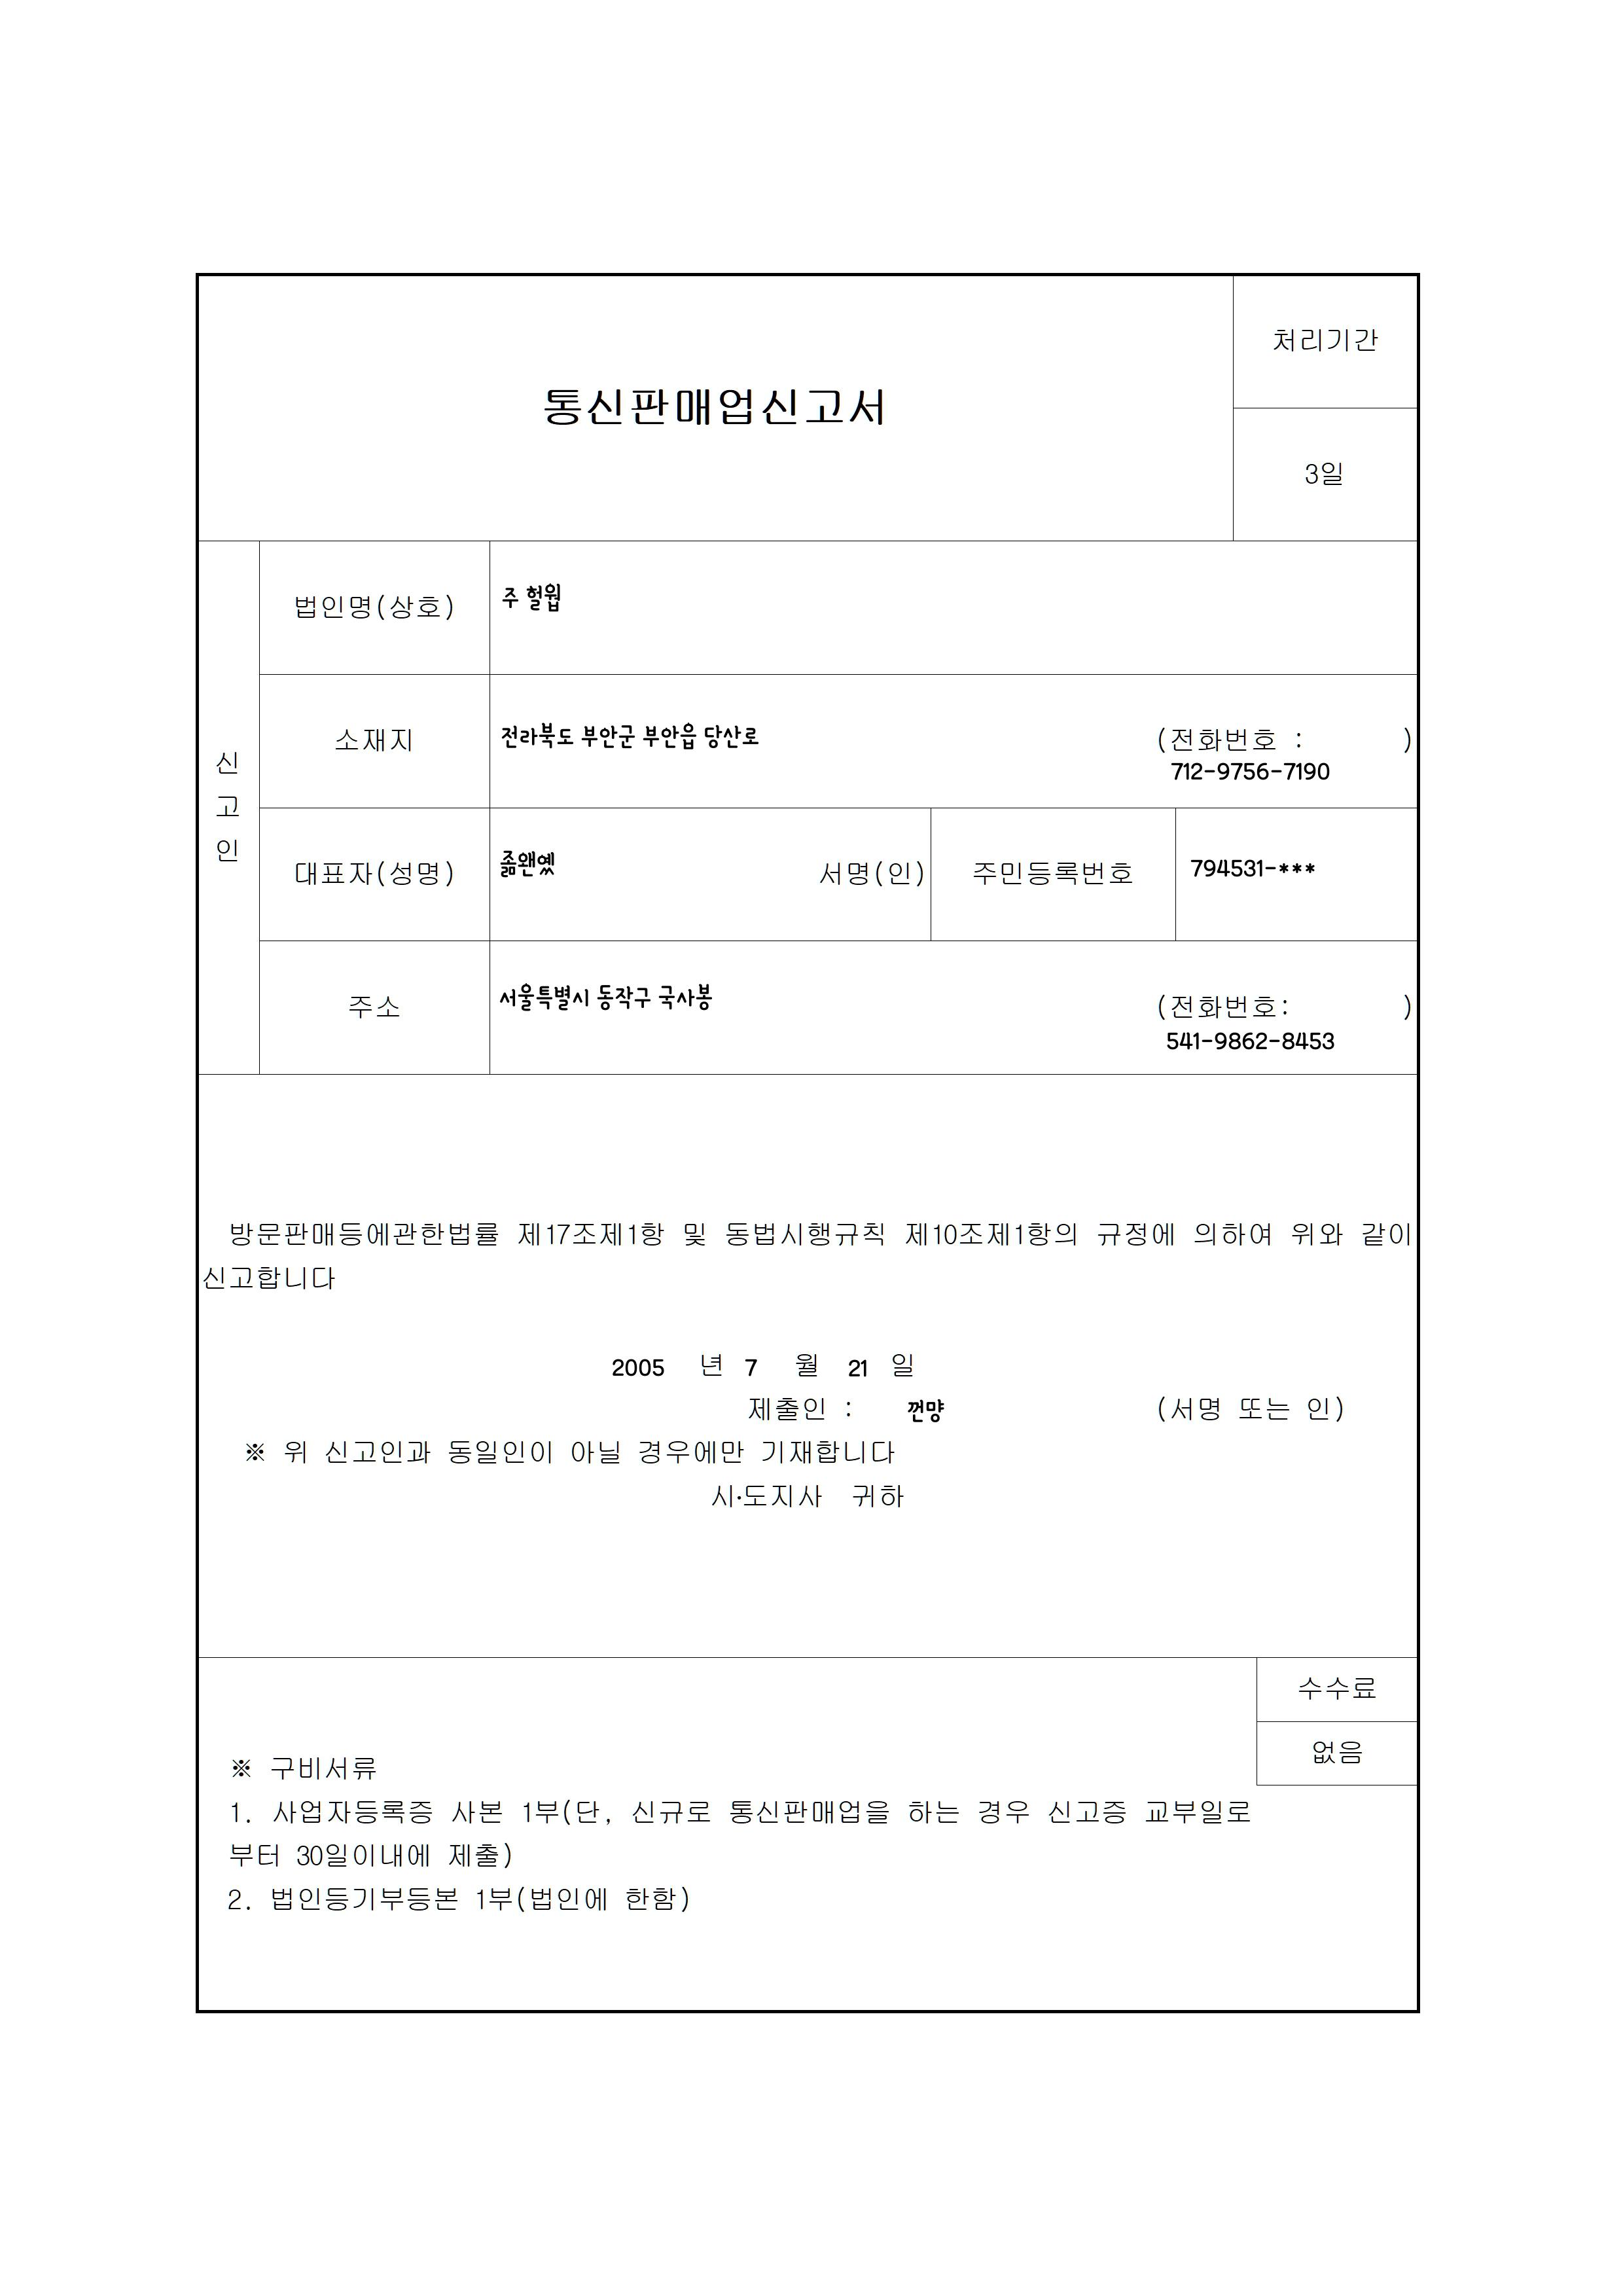 처리기간
통신판매업신고서
3일
신고인
법인명(상호) 주 헐윕
소재지 전라북도 부안군 부안읍 당산로 (전화번호 : )
712-9756-7190
대표자(성명) 서명(인) 주민등록번호 794531-***
주소 서울특별시 동작구 국사봉 (전화번호: )
541-9862-8453
방문판매등에관한법률 제17조제1항 및 동법시행규칙 제10조제1항의 규정에 의하여 위와 같이
신고합니다
2005 년 7 월 21 일
제출인 : 껀먕 (서명 또는 인)
※ 위 신고인과 동일인이 아닐 경우에만 기재합니다
시·도지사 귀하
수수료
없음
※ 구비서류
1. 사업자등록증 사본 1부(단, 신규로 통신판매업을 하는 경우 신고증 교부일로
부터 30일이내에 제출)
2. 법인등기부등본 1부(법인에 한함)